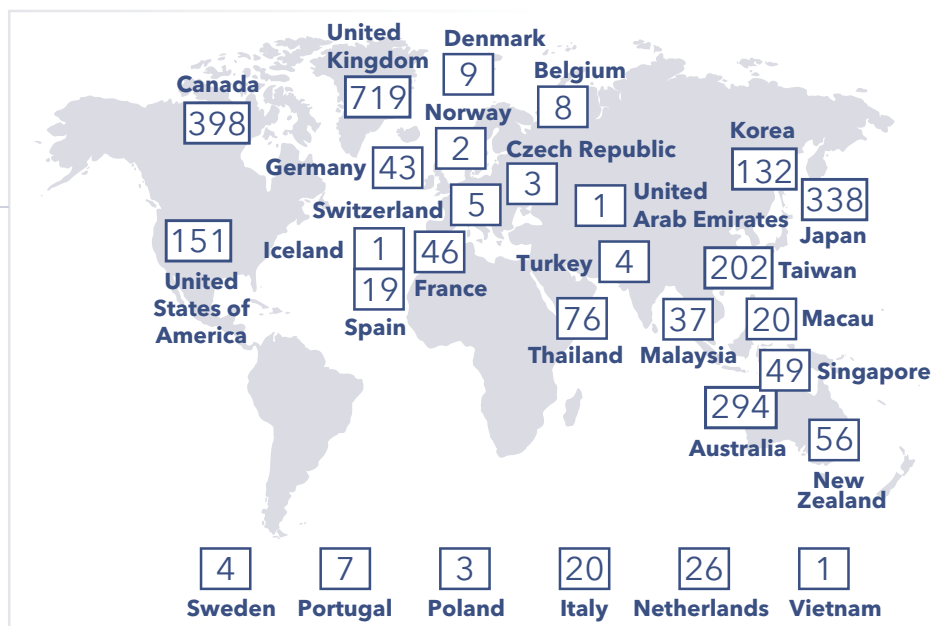 United
Kingdom
719
Denmark
9
Belgium
8
Canada
398
Norway
2
Korea
132
Germany
43
Czech Republic
3
Switzerland
5
United
Arab Emirates
1
338
Japan
151
United
States of
America
Iceland
1
46
France
Turkey
4
202
Taiwan
19
Spain
76
Thailand
37
Malaysia
20
Macau
49
Singapore
294
Australia
56
New
Zealand
4
Sweden
7
Portugal
3
Poland
20
Italy
26
Netherlands
1
Vietnam